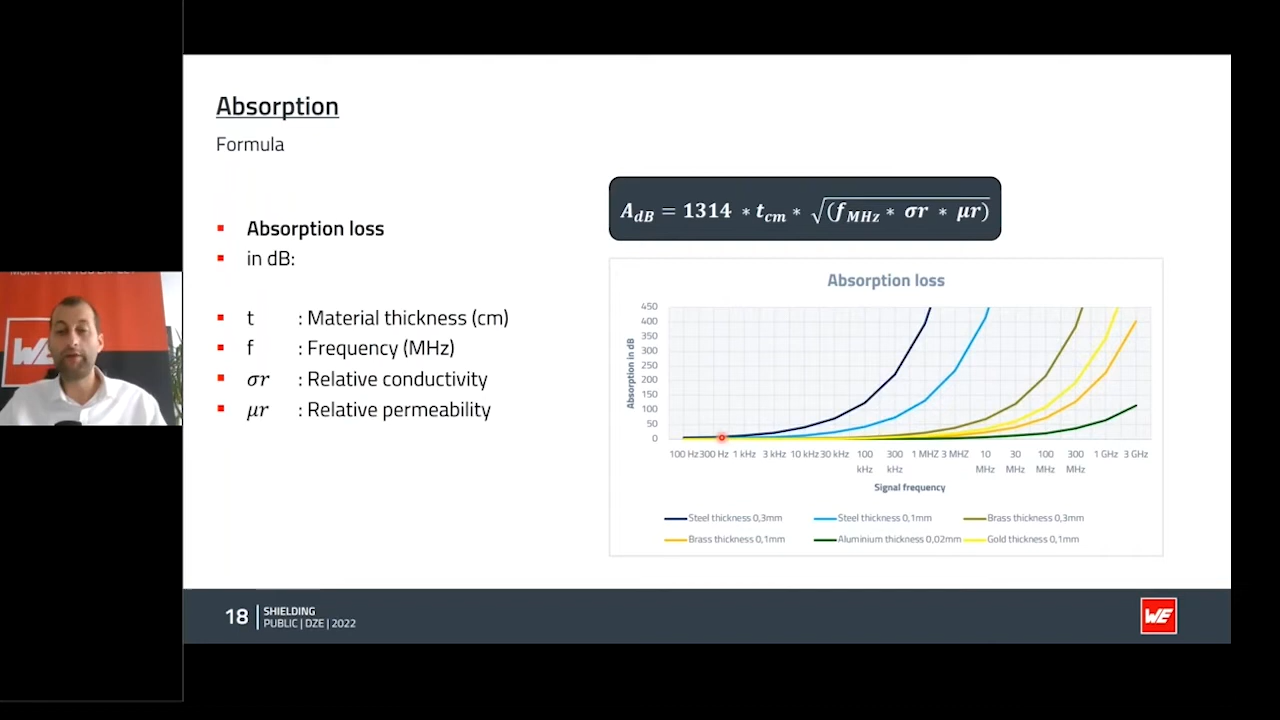 Absorption
Formula
Absorption loss
in dB:
t : Material thickness (cm)
f : Frequency (MHz)
σr : Relative conductivity
μr : Relative permeability
A_dB = 1314 * t_cm * √(f_MHz * σr * μr)
Absorption loss
Absorption in dB
450
400
350
300
250
200
150
100
50
0
100 Hz 300 Hz 1 kHz 3 kHz 10 kHz 30 kHz 100 kHz 300 kHz 1 MHZ 3 MHZ 10 MHz 30 MHz 100 MHz 300 MHz 1 GHz 3 GHz
Signal frequency
Steel thickness 0,3mm Steel thickness 0,1mm Brass thickness 0,3mm
Brass thickness 0,1mm Aluminium thickness 0,02mm Gold thickness 0,1mm
18
SHIELDING
PUBLIC | DZE | 2022
WE
WE